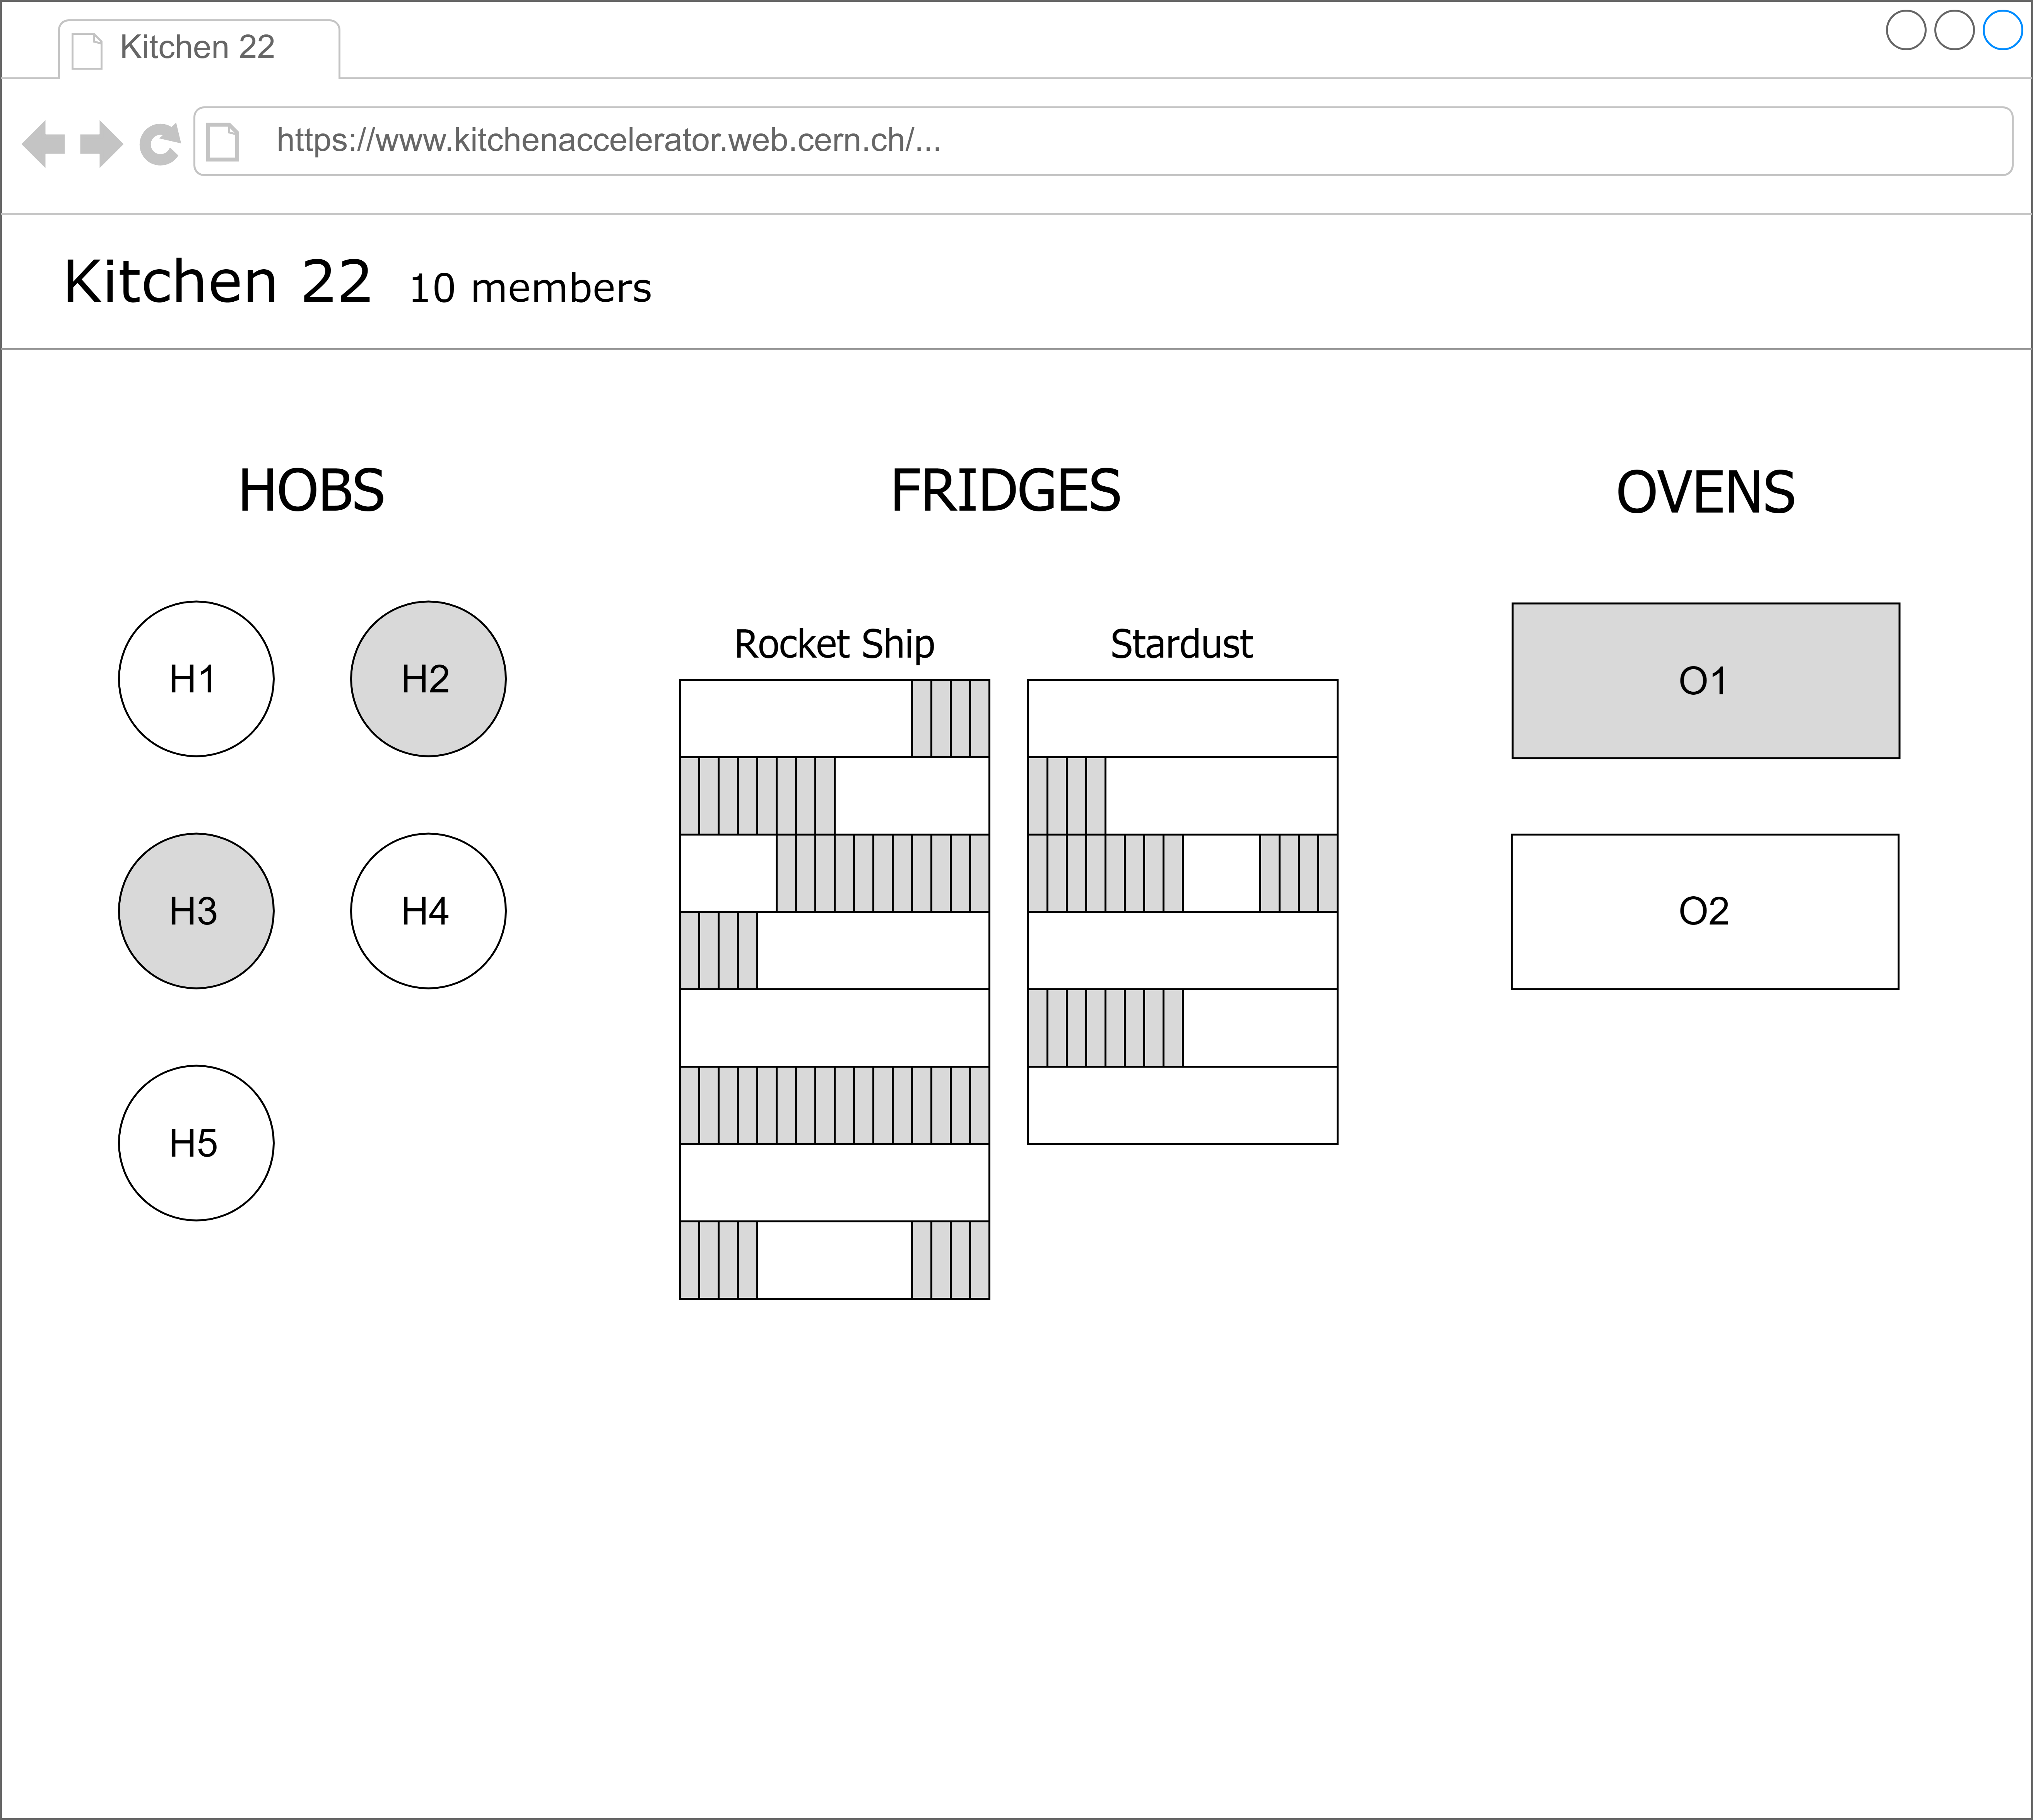 Kitchen 22
https://www.kitchenaccelerator.web.cern.ch/...
Kitchen 22 10 members
HOBS
FRIDGES
OVENS
H1
H2
H3
H4
H5
Rocket Ship
Stardust
O1
O2